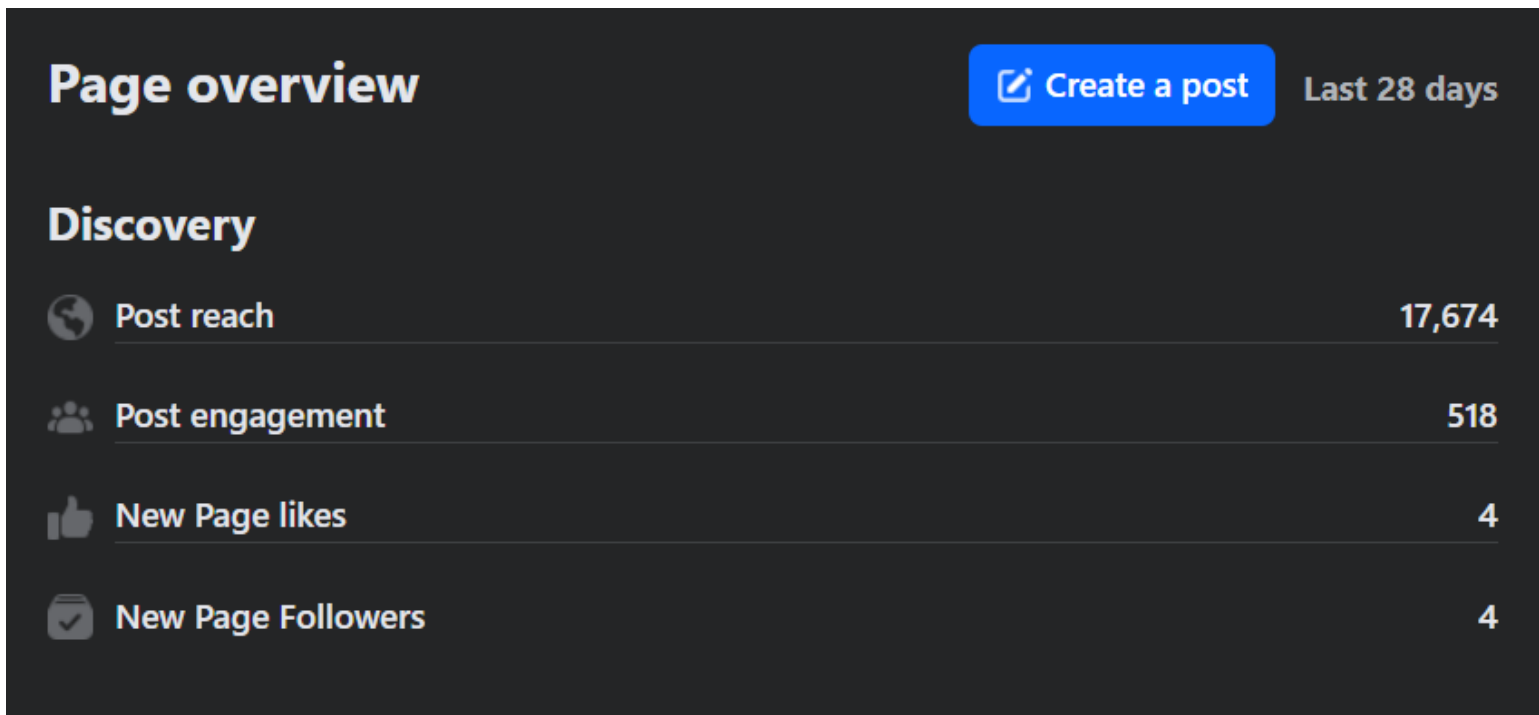 Page overview
Create a post
Last 28 days
Discovery
Post reach 17,674
Post engagement 518
New Page likes 4
New Page Followers 4